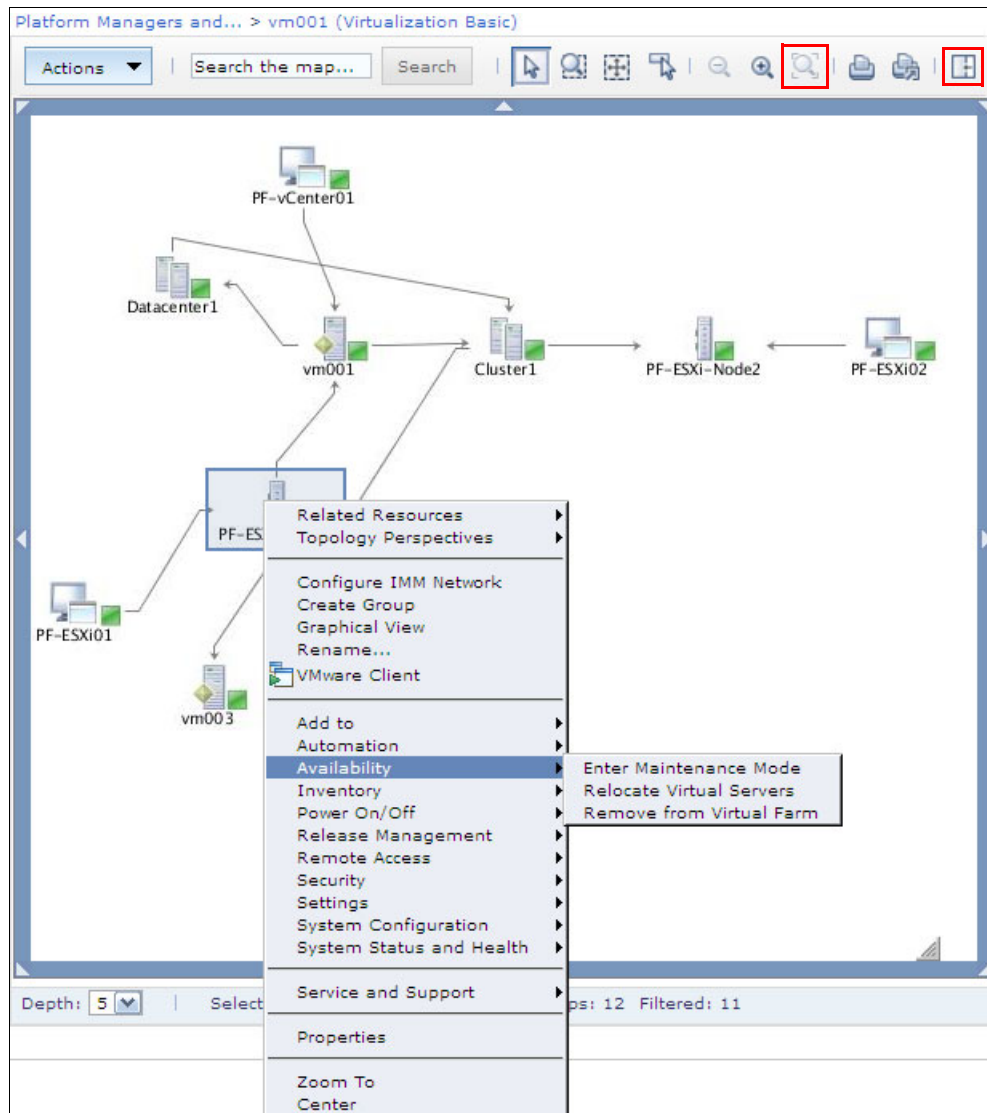 Platform Managers and... > vm001 (Virtualization Basic)
Actions Search the map... Search
PF-vCenter01
Datacenter1
vm001
Cluster1
PF-ESXi-Node2
PF-ESXi02
PF-ES
PF-ESXi01
vm003
Related Resources
Topology Perspectives
Configure IMM Network
Create Group
Graphical View
Rename...
VMware Client
Add to
Automation
Availability
Inventory
Power On/Off
Release Management
Remote Access
Security
Settings
System Configuration
System Status and Health
Service and Support
Properties
Zoom To
Center
Enter Maintenance Mode
Relocate Virtual Servers
Remove from Virtual Farm
Depth: 5 Select ps: 12 Filtered: 11